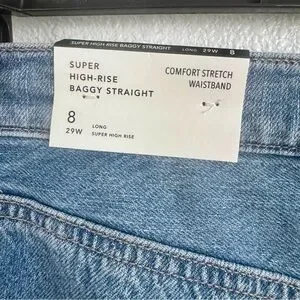 SUPER HIGH-RISE BAGGY STRAIGHT LONG 29W 8
SUPER
HIGH-RISE
BAGGY STRAIGHT
COMFORT STRETCH
WAISTBAND
8
29W
LONG
SUPER HIGH RISE